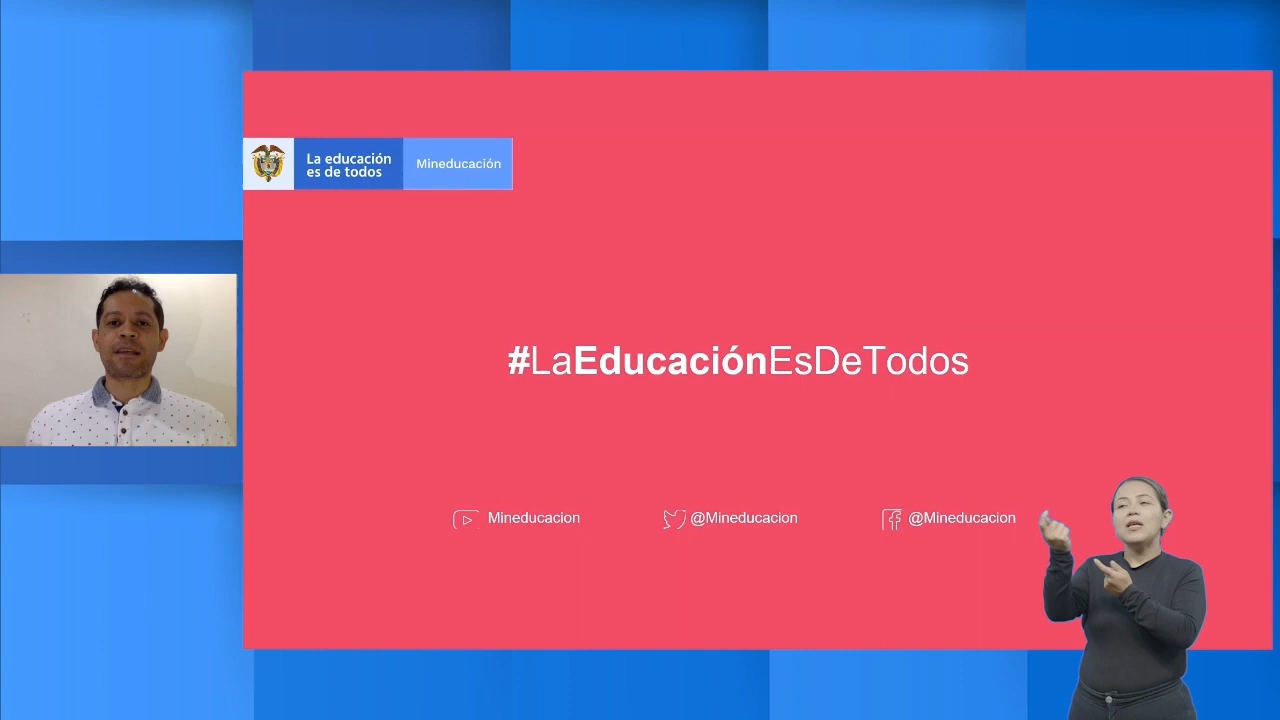 La educación
es de todos
Mineducación
#LaEducaciónEsDeTodos
Mineducacion
@Mineducacion
@Mineducacion